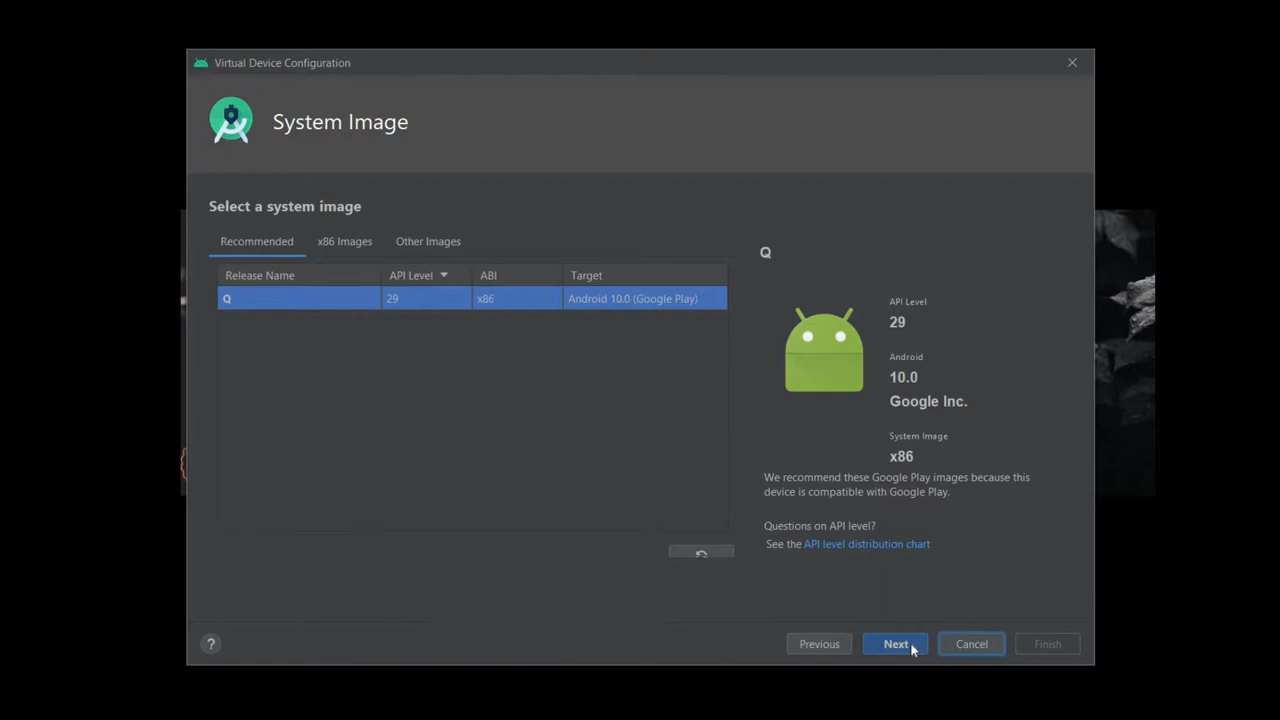 Virtual Device Configuration
System Image
Select a system image
Recommended x86 Images Other Images
Release Name API Level ABI Target
Q 29 x86 Android 10.0 (Google Play)
Q
API Level
29
Android
10.0
Google Inc.
System Image
x86
We recommend these Google Play images because this
device is compatible with Google Play.
Questions on API level?
See the API level distribution chart
? Previous Next Cancel Finish